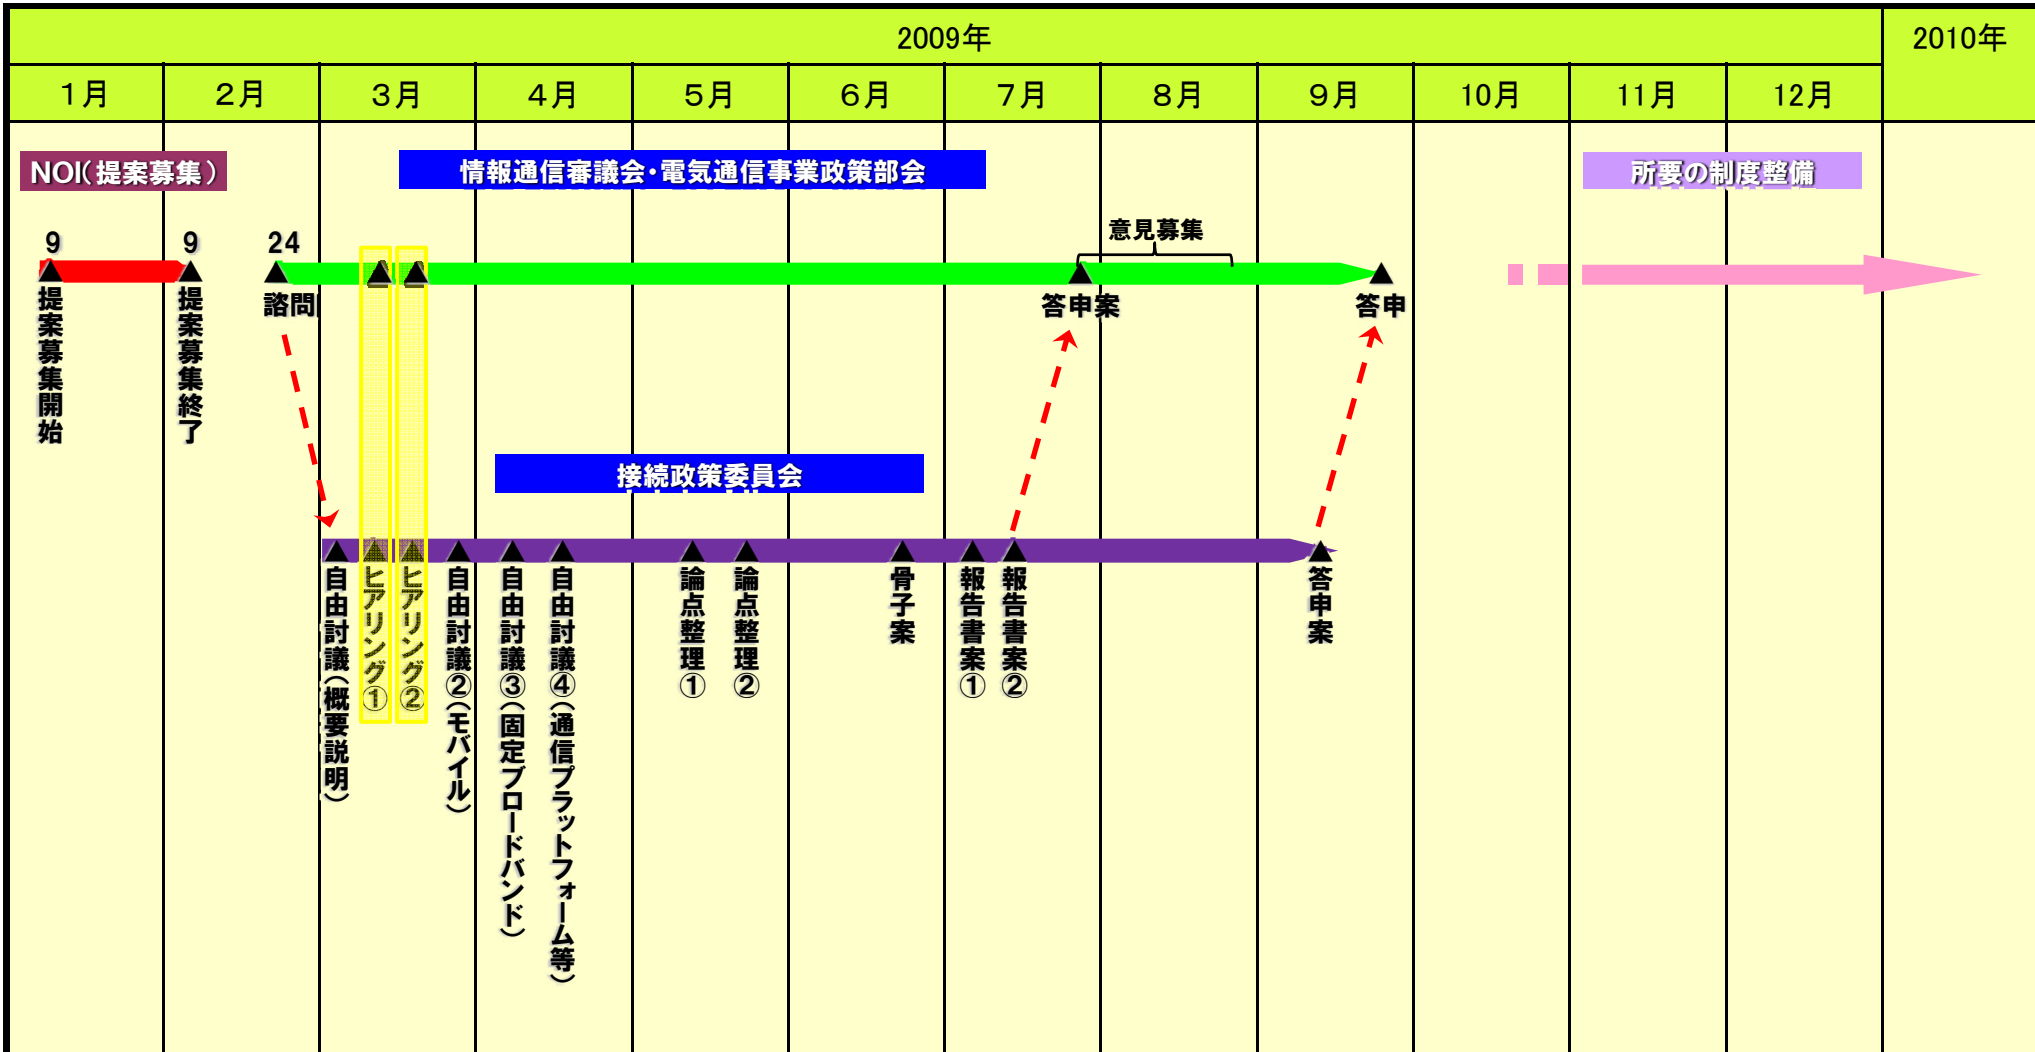 2009年
2010年
1月
2月
3月
4月
5月
6月
7月
8月
9月
10月
11月
12月
NOI(提案募集)
情報通信審議会・電気通信事業政策部会
所要の制度整備
意見募集
9
9
24
提案募集開始
提案募集終了
諮問
答申案
答申
接続政策委員会
自由討議(概要説明)
ヒアリング①
ヒアリング②
自由討議②(モバイル)
自由討議③(固定ブロードバンド)
自由討議④(通信プラットフォーム等)
論点整理①
論点整理②
骨子案
報告書案①
報告書案②
答申案